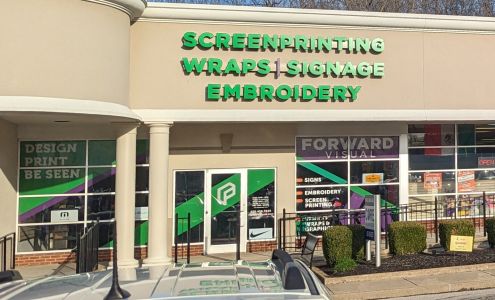 SCREENPRINTING
WRAPS | SIGNAGE
EMBROIDERY
DESIGN
PRINT
BE SEEN
FORWARD
VISUAL
SIGNS
EMBROIDERY
SCREEN
PRINTING
WRAPS &
GRAPHICS